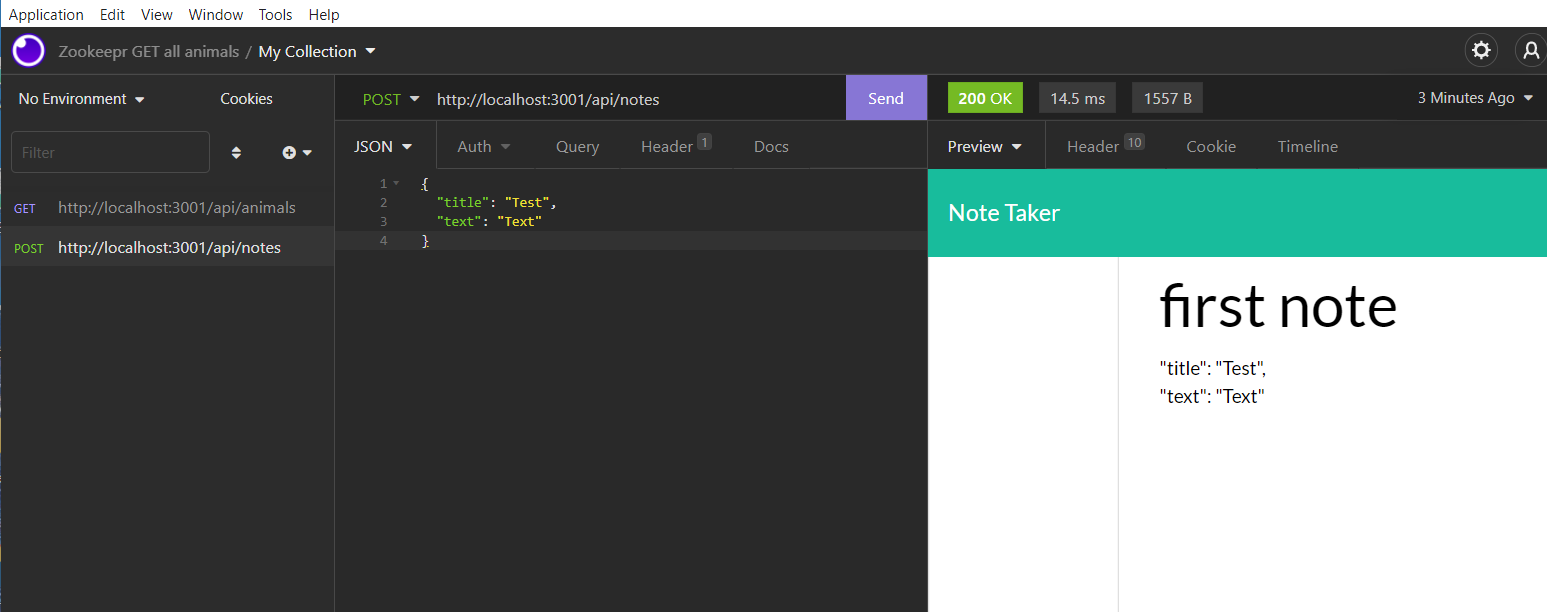 Application Edit View Window Tools Help
Zookeepr GET all animals / My Collection
No Environment Cookies
Filter
GET http://localhost:3001/api/animals
POST http://localhost:3001/api/notes
POST http://localhost:3001/api/notes Send
JSON Auth Query Header 1 Docs
1 {
2 "title": "Test",
3 "text": "Text"
4 }
200 OK 14.5 ms 1557 B 3 Minutes Ago
Preview Header 10 Cookie Timeline
Note Taker
first note
"title": "Test",
"text": "Text"